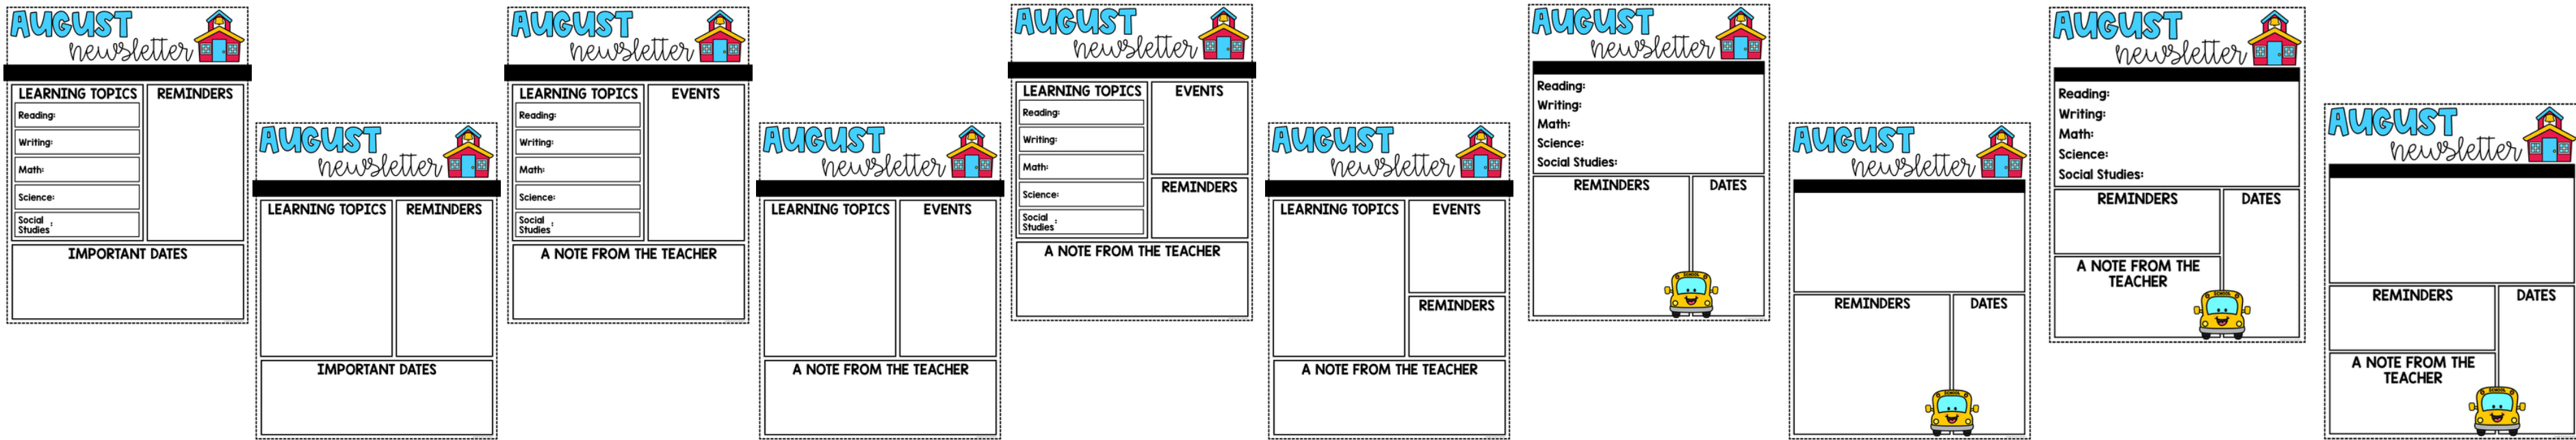 AUGUST
newsletter
LEARNING TOPICS
Reading:
Writing:
Math:
Science:
Social
Studies:
REMINDERS
IMPORTANT DATES
AUGUST
newsletter
LEARNING TOPICS
REMINDERS
IMPORTANT DATES
AUGUST
newsletter
LEARNING TOPICS
Reading:
Writing:
Math:
Science:
Social
Studies:
EVENTS
A NOTE FROM THE TEACHER
AUGUST
newsletter
LEARNING TOPICS
EVENTS
A NOTE FROM THE TEACHER
AUGUST
newsletter
LEARNING TOPICS
Reading:
Writing:
Math:
Science:
Social
Studies:
EVENTS
REMINDERS
A NOTE FROM THE TEACHER
AUGUST
newsletter
LEARNING TOPICS
EVENTS
REMINDERS
A NOTE FROM THE TEACHER
AUGUST
newsletter
Reading:
Writing:
Math:
Science:
Social Studies:
REMINDERS
DATES
SCHOOL
AUGUST
newsletter
REMINDERS
DATES
SCHOOL
AUGUST
newsletter
Reading:
Writing:
Math:
Science:
Social Studies:
REMINDERS
DATES
A NOTE FROM THE
TEACHER
SCHOOL
AUGUST
newsletter
REMINDERS
DATES
A NOTE FROM THE
TEACHER
SCHOOL